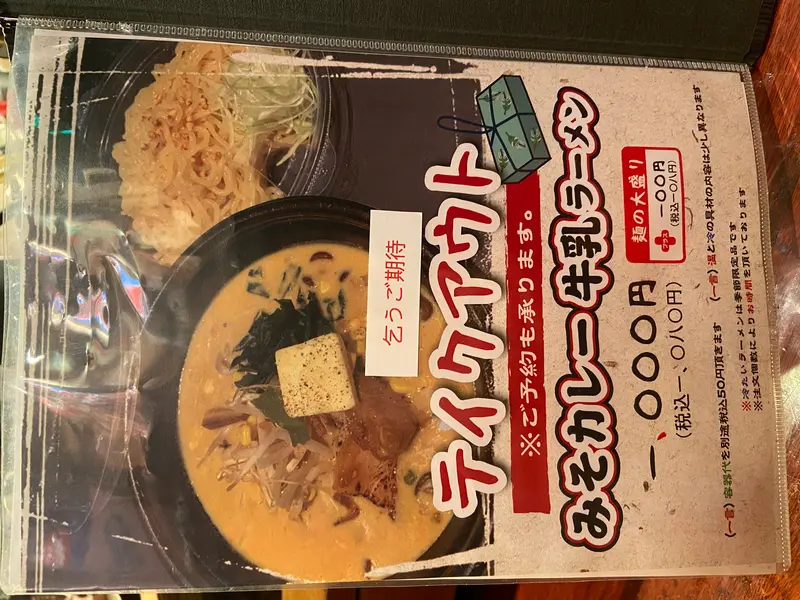 乞うご期待
テイクアウト
※ご予約も承ります。
みそカレー牛乳ラーメン
一、〇〇〇円
(税込一、〇八〇円)
麺の大盛り
プラス
一〇〇円
(税込一〇八円)
(一言)容器代を別途税込50円頂きます
(一言)温と冷の具材の内容は少し異なります
※冷たいラーメンは季節限定品です
※注文個数によりお時間を頂いております